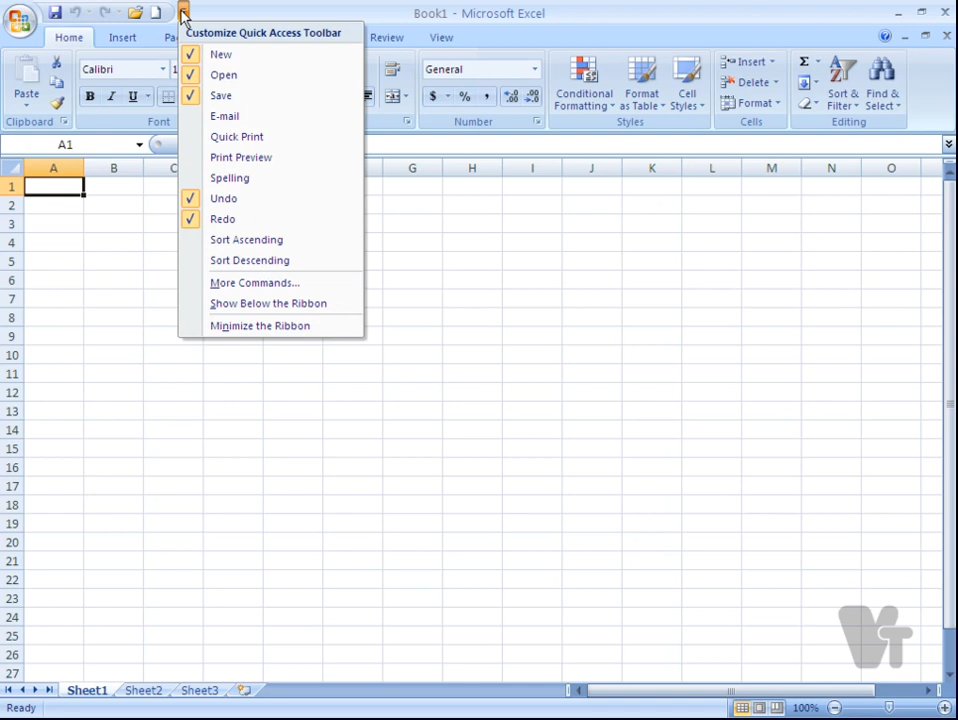 Book1 - Microsoft Excel
Home
Insert
Pa
Review
View
Customize Quick Access Toolbar
New
Open
Save
E-mail
Quick Print
Print Preview
Spelling
Undo
Redo
Sort Ascending
Sort Descending
More Commands...
Show Below the Ribbon
Minimize the Ribbon
Paste
Clipboard
Calibri
1
B I U
Font
General
$ % ,
Number
Conditional
Formatting
Format
as Table
Cell
Styles
Styles
Insert
Delete
Format
Cells
Σ
Sort &
Filter
Find &
Select
Editing
A1
A B C G H I J K L M N O
1
2
3
4
5
6
7
8
9
10
11
12
13
14
15
16
17
18
19
20
21
22
23
24
25
26
27
VT
Sheet1 Sheet2 Sheet3
Ready
100%